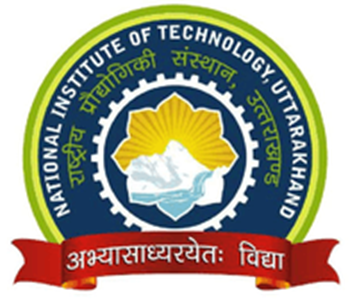 NATIONAL INSTITUTE OF TECHNOLOGY, UTTARAKHAND
राष्ट्रीय प्रौद्योगिकी संस्थान, उत्तराखण्ड
अभ्यासाध्यरयेतः विद्या